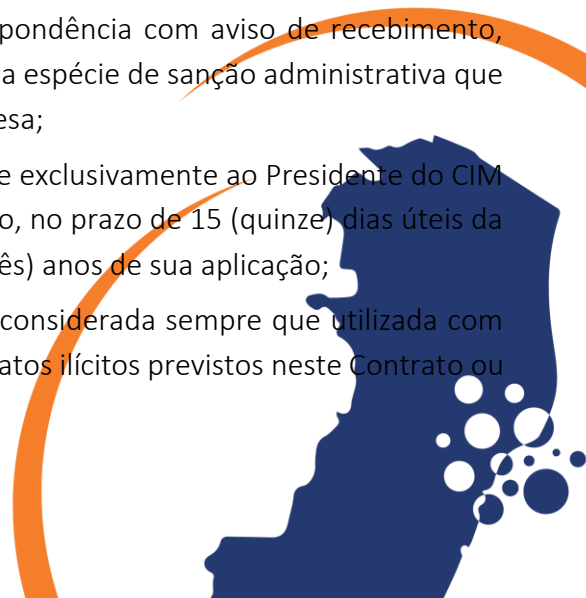 pondência com aviso de recebimento,
a espécie de sanção administrativa que
esa;
e exclusivamente ao Presidente do CIM
o, no prazo de 15 (quinze) dias úteis da
ês) anos de sua aplicação;
considerada sempre que utilizada com
atos ilícitos previstos neste Contrato ou